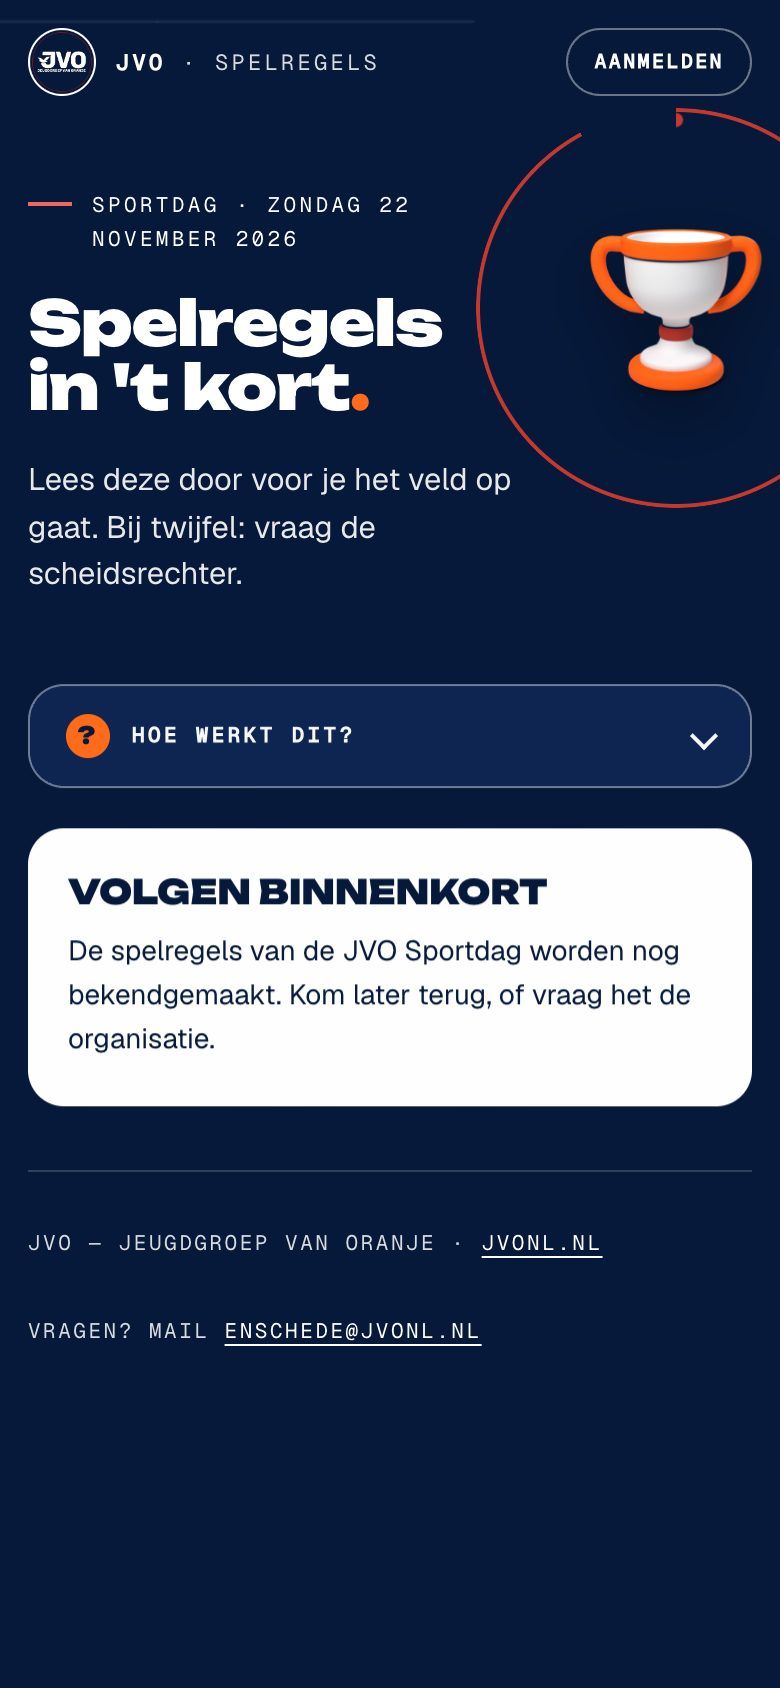 JVO
JVO · SPELREGELS
AANMELDEN
SPORTDAG · ZONDAG 22
NOVEMBER 2026
Spelregels
in 't kort.
Lees deze door voor je het veld op
gaat. Bij twijfel: vraag de
scheidsrechter.
? HOE WERKT DIT?
VOLGEN BINNENKORT
De spelregels van de JVO Sportdag worden nog
bekendgemaakt. Kom later terug, of vraag het de
organisatie.
JVO — JEUGDGROEP VAN ORANJE · JVONL.NL
VRAGEN? MAIL ENSCHEDE@JVONL.NL